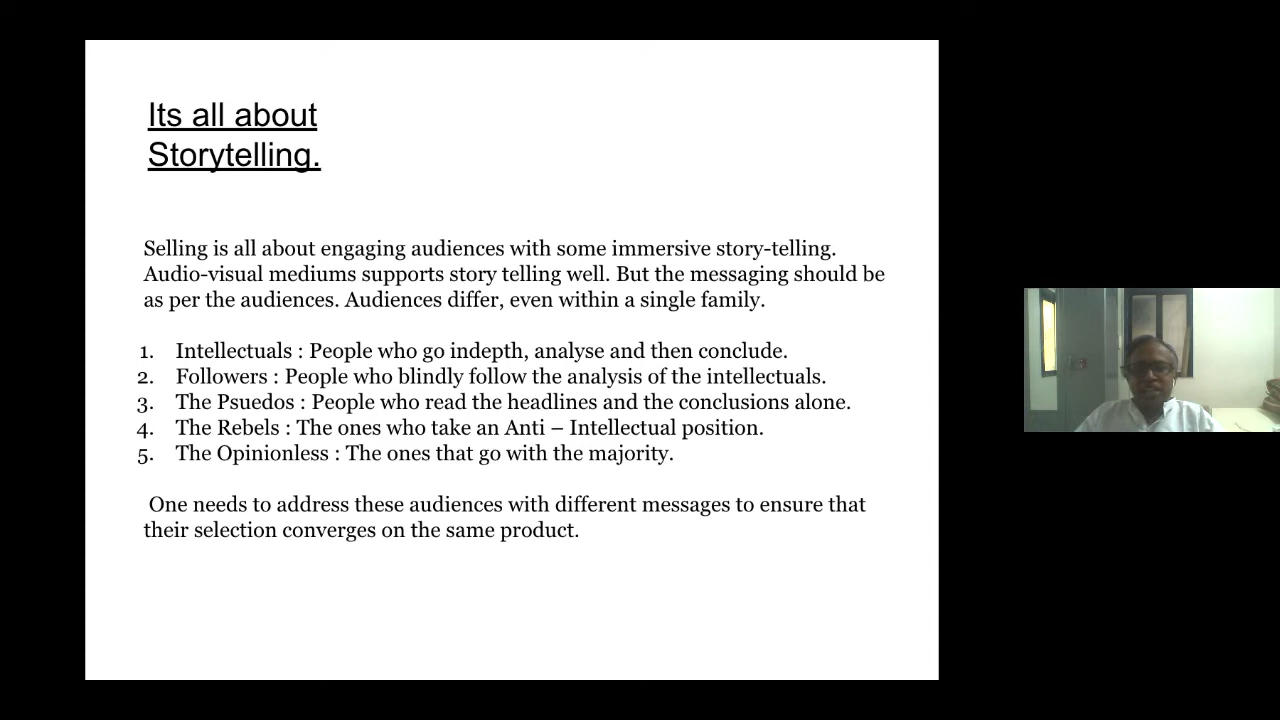 Its all about
Storytelling.
Selling is all about engaging audiences with some immersive story-telling.
Audio-visual mediums supports story telling well. But the messaging should be
as per the audiences. Audiences differ, even within a single family.
1. Intellectuals : People who go indepth, analyse and then conclude.
2. Followers : People who blindly follow the analysis of the intellectuals.
3. The Psuedos : People who read the headlines and the conclusions alone.
4. The Rebels : The ones who take an Anti – Intellectual position.
5. The Opinionless : The ones that go with the majority.
One needs to address these audiences with different messages to ensure that
their selection converges on the same product.